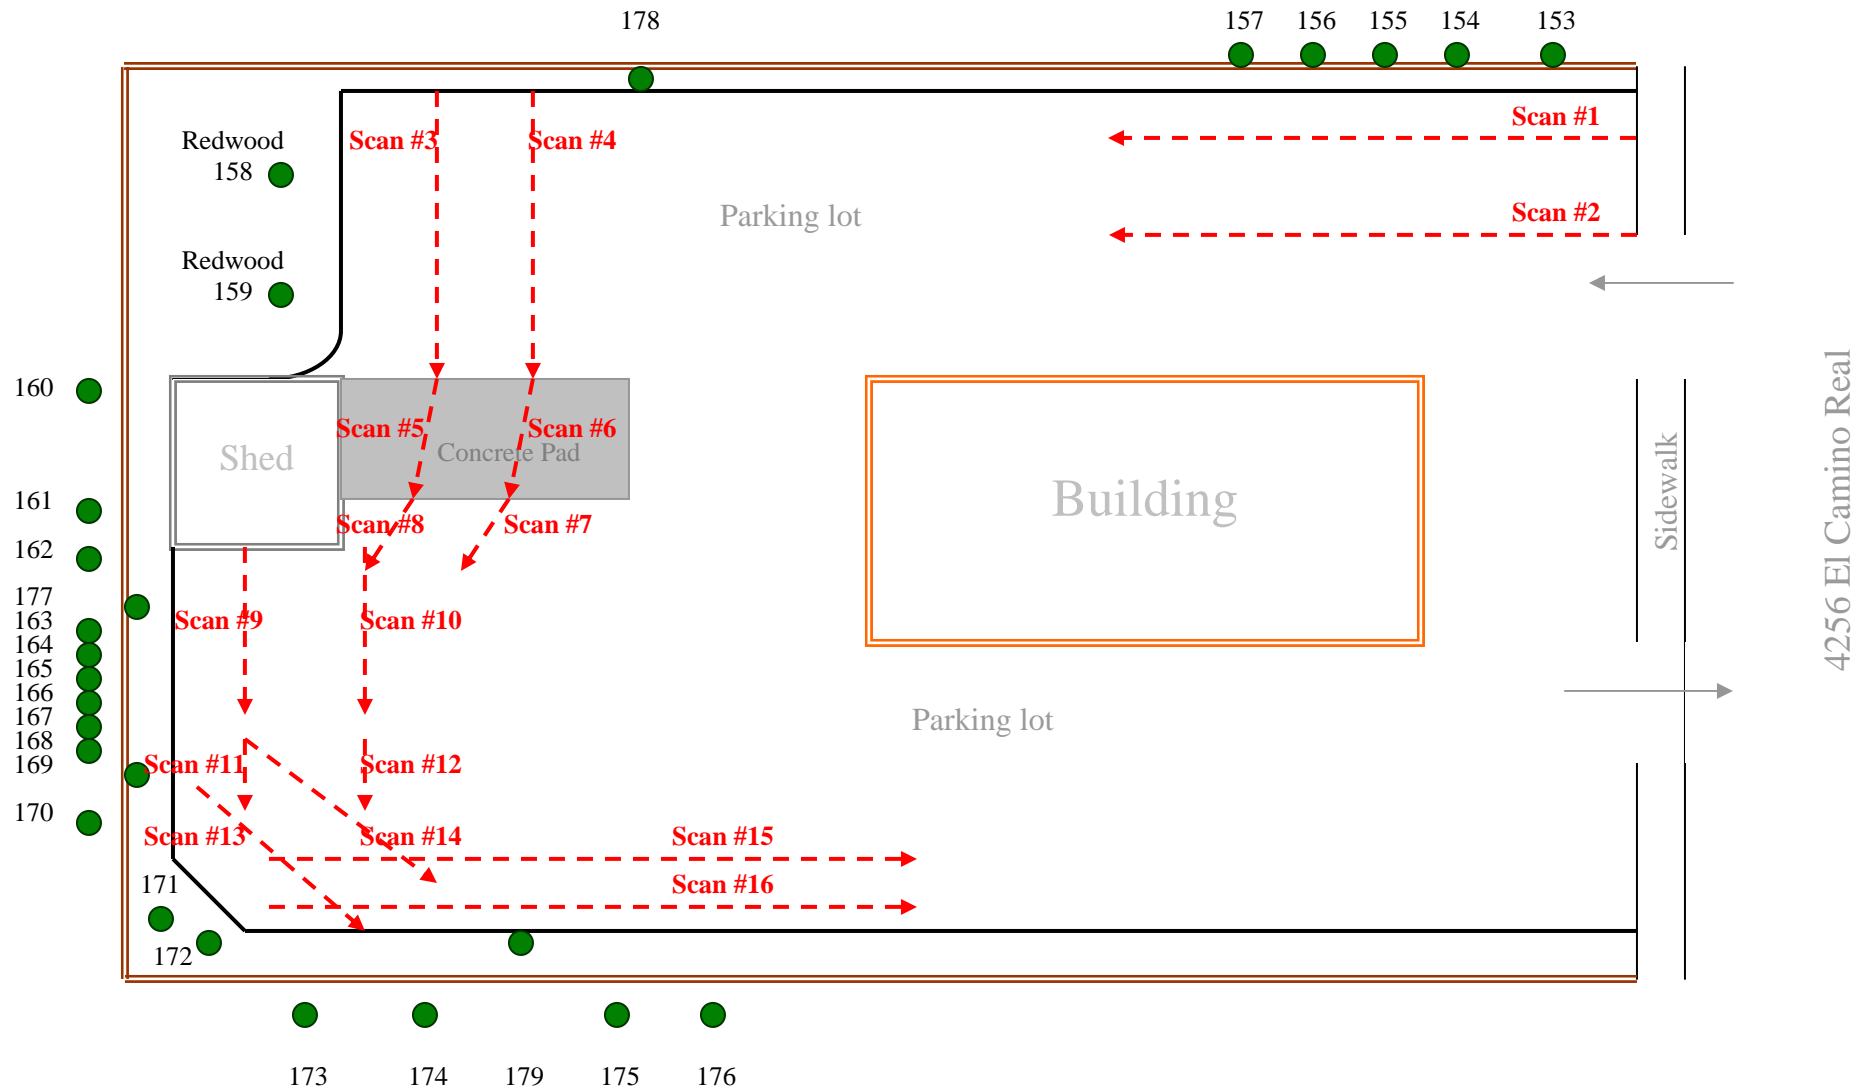 178
157 156 155 154 153
Scan #1
Redwood
158
Scan #3
Scan #4
Parking lot
Scan #2
Redwood
159
160
Scan #5
Scan #6
Shed
Concrete Pad
Building
Sidewalk
4256 El Camino Real
161
Scan #8
Scan #7
162
177
163
Scan #9
Scan #10
164
165
166
167
Parking lot
168
169
Scan #11
Scan #12
170
Scan #13
Scan #14
Scan #15
171
Scan #16
172
173 174 179 175 176